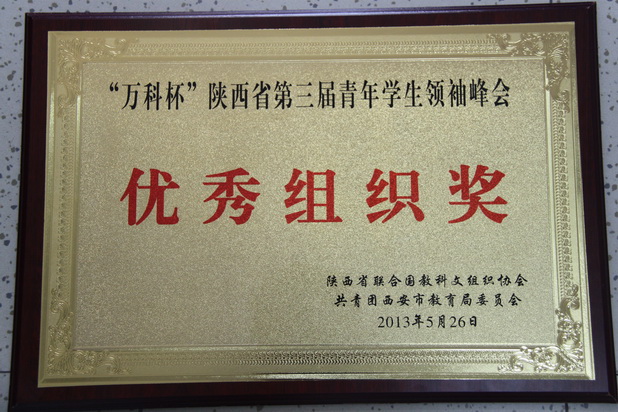 “万科杯”陕西省第三届青年学生领袖峰会
优秀组织奖
陕西省联合国教科文组织协会
共青团西安市教育局委员会
2013年5月26日